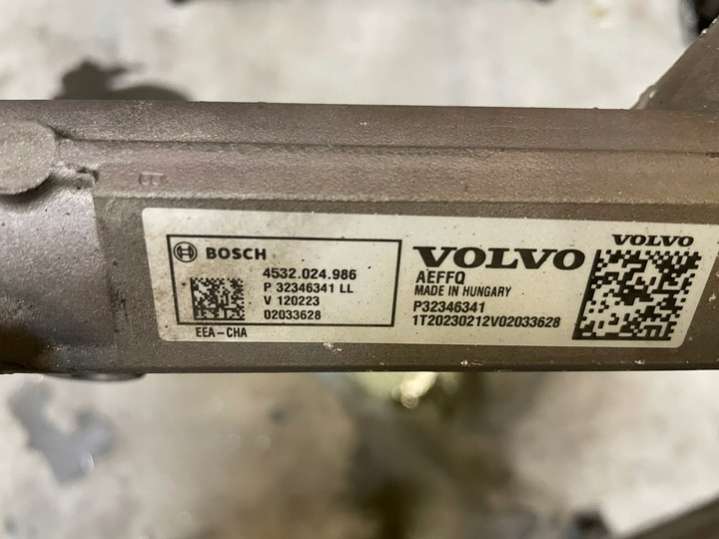 BOSCH
4532.024.986
P 32346341 LL
V 120223
02033628
EEA-CHA
VOLVO
AEFFQ
MADE IN HUNGARY
P32346341
1T20230212V02033628
VOLVO